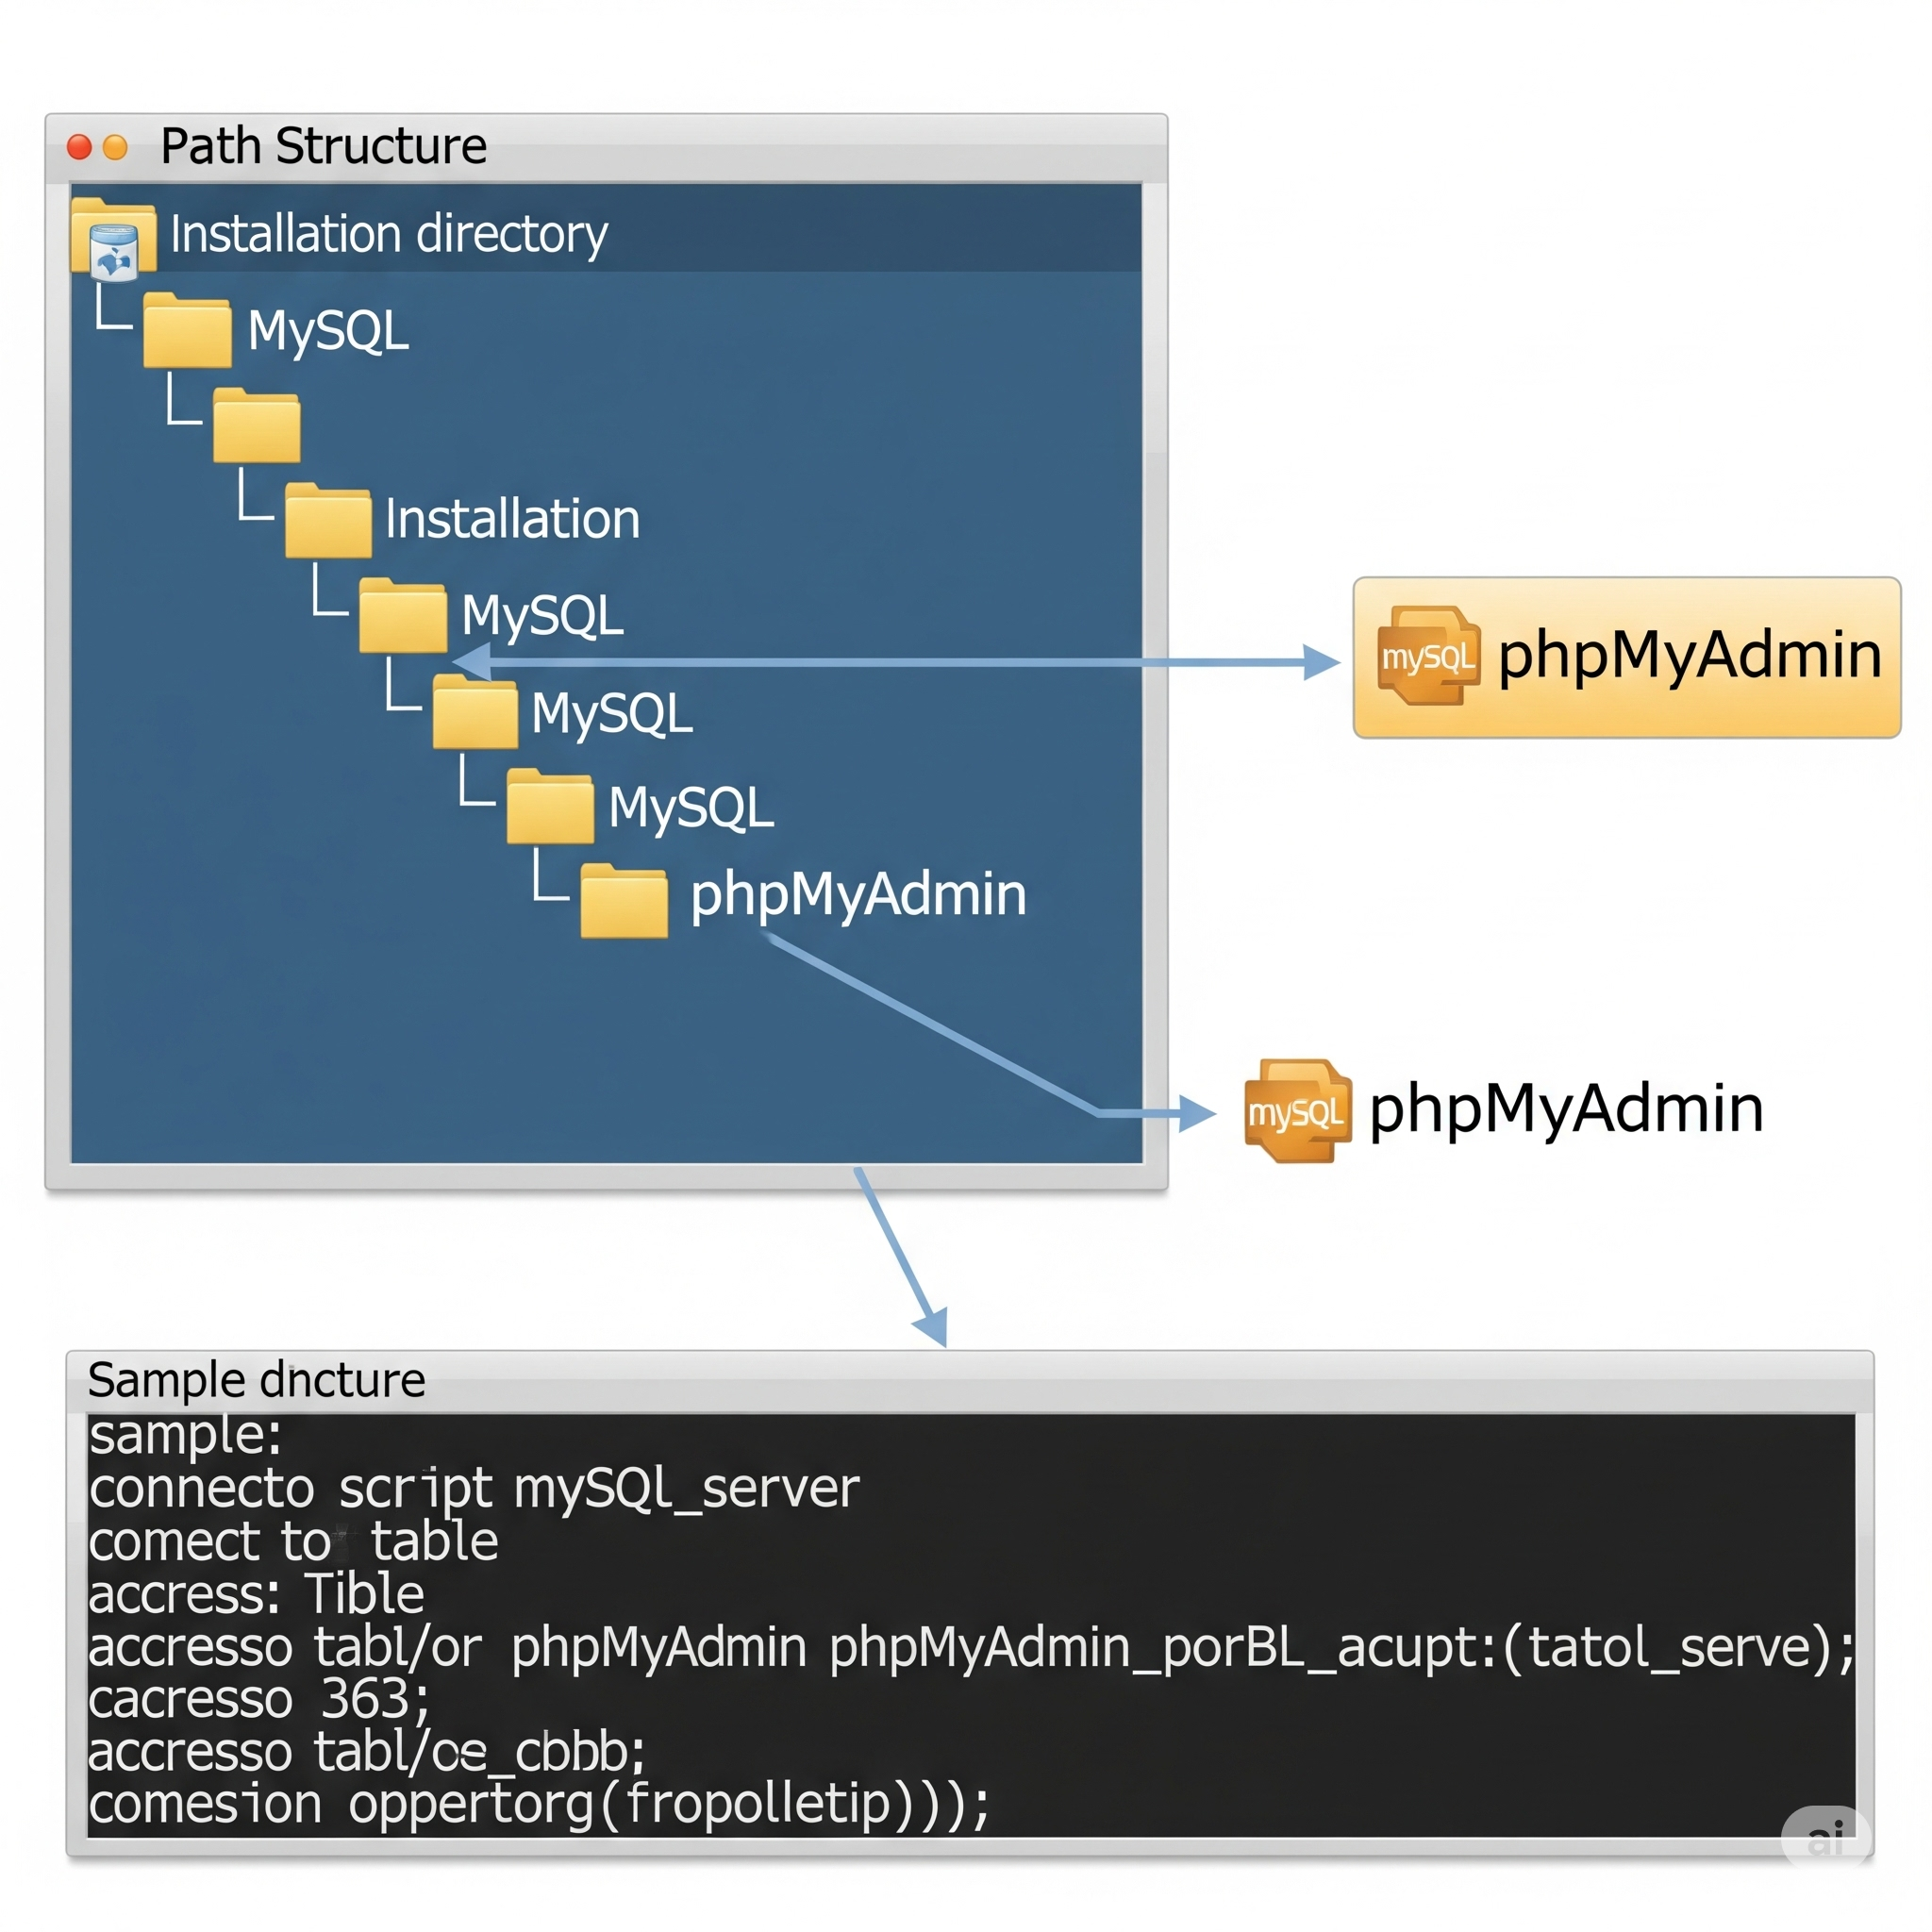 Path Structure
Installation directory
MySQL
Installation
MySQL
mySQL phpMyAdmin
MySQL
MySQL
phpMyAdmin
mySQL phpMyAdmin
Sample dncture
sample:
connecto script mySQl_server
comect to table
accress: Tible
accresso tabl/or phpMyAdmin phpMyAdmin_porBL_acupt:(tatol_serve);
cacresso 363;
accresso tabl/oe_cbbb;
comesion oppertorg(fropolletip)));
ai